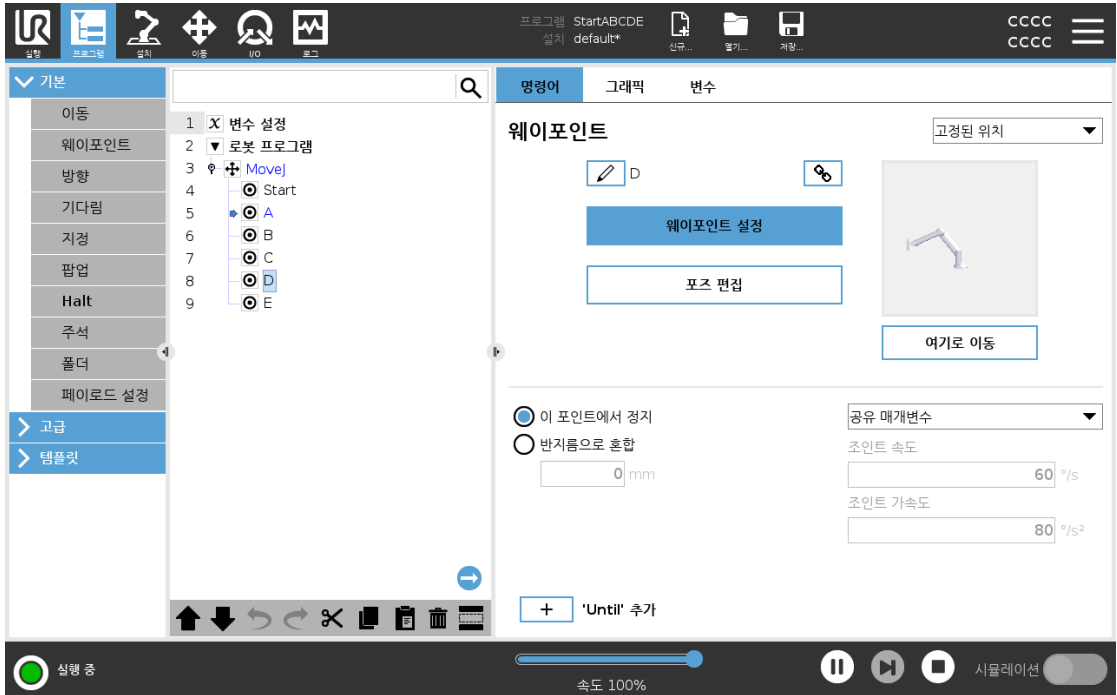 UR
실행
프로그램
설치
이동
I/O
로그
프로그램 StartABCDE
설치 default*
신규...
열기...
저장...
CCCC
CCCC
기본
이동
웨이포인트
방향
기다림
지정
팝업
Halt
주석
폴더
페이로드 설정
고급
템플릿
1 X 변수 설정
2 ▼ 로봇 프로그램
3 MoveJ
4 Start
5 A
6 B
7 C
8 D
9 E
명령어 그래픽 변수
웨이포인트
고정된 위치
D
웨이포인트 설정
포즈 편집
여기로 이동
이 포인트에서 정지
반지름으로 혼합
0 mm
공유 매개변수
조인트 속도
60 °/s
조인트 가속도
80 °/s²
+ 'Until' 추가
실행 중
속도 100%
시뮬레이션